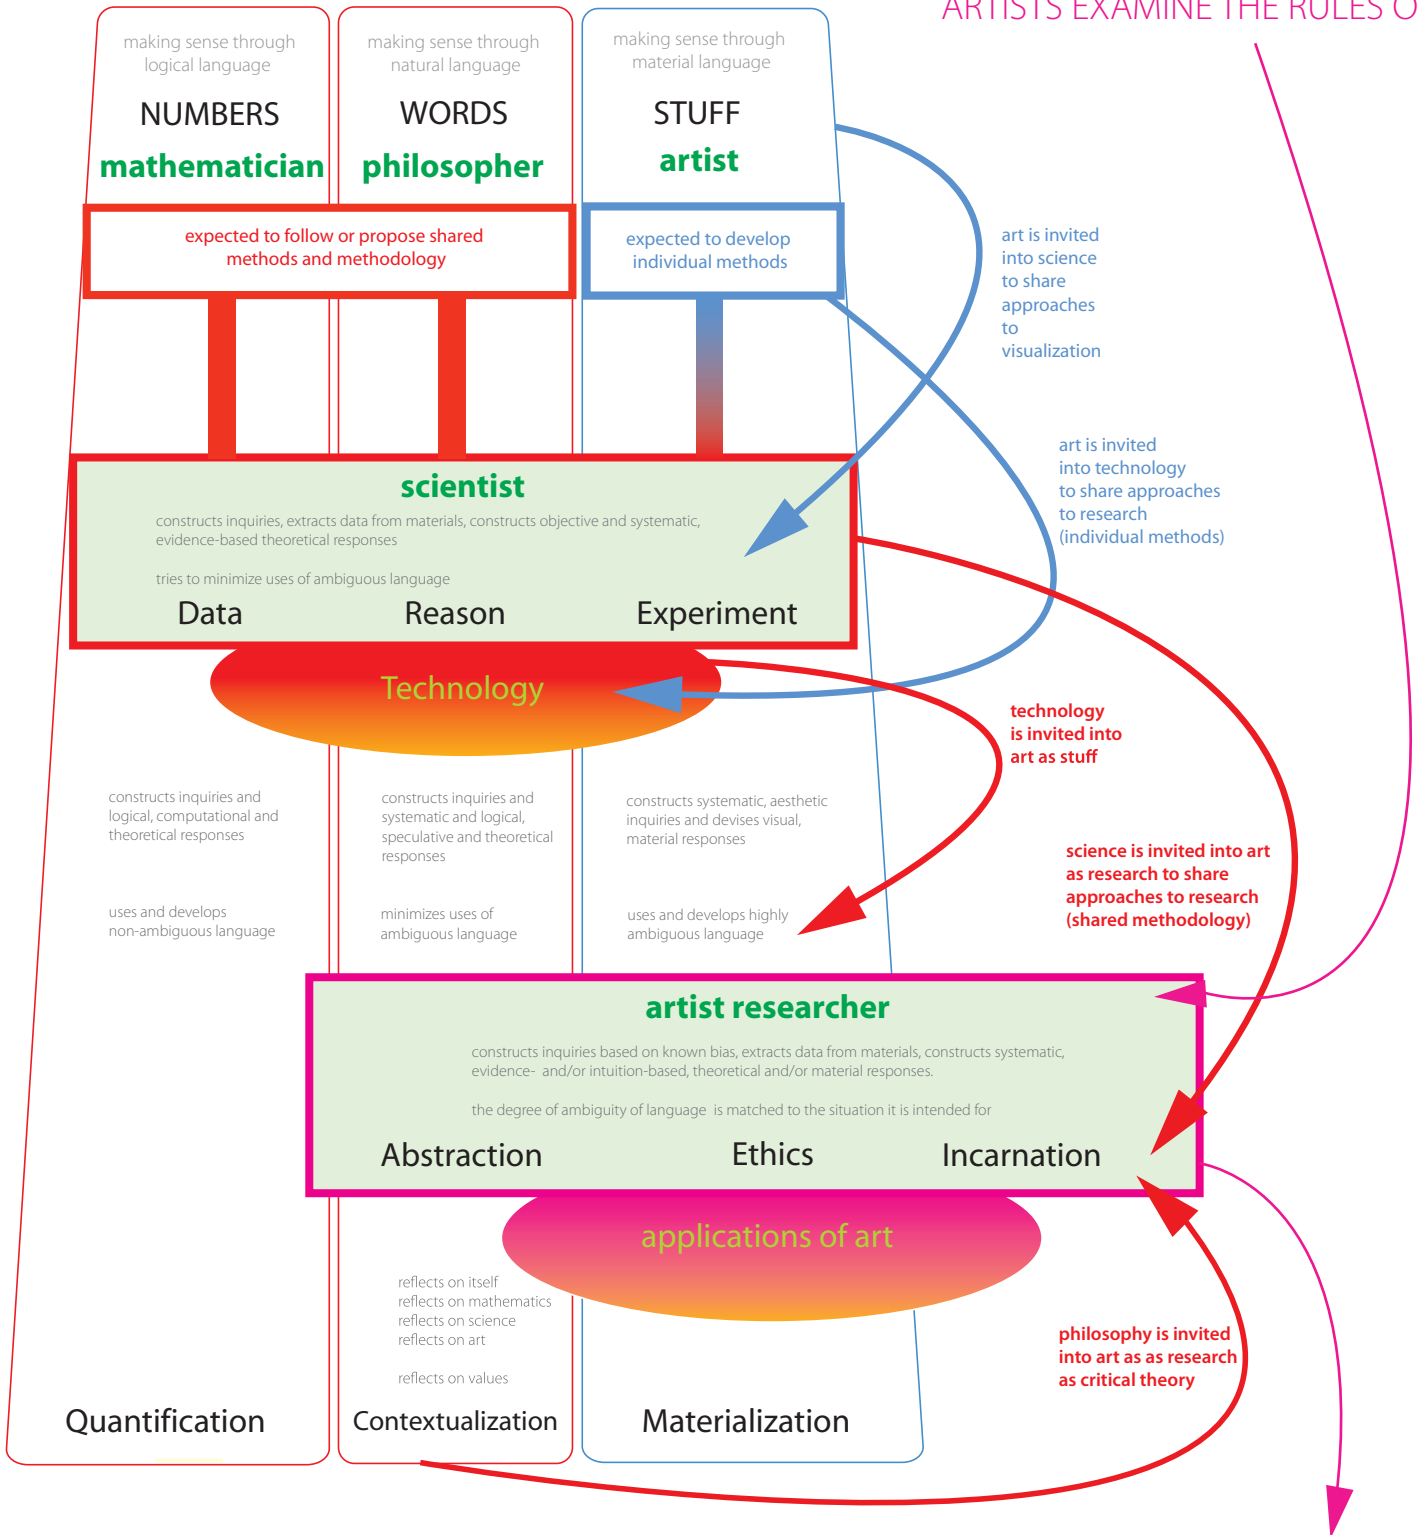 ARTISTS EXAMINE THE RULES O
making sense through
logical language
NUMBERS
mathematician
making sense through
natural language
WORDS
philosopher
making sense through
material language
STUFF
artist
expected to follow or propose shared
methods and methodology
expected to develop
individual methods
art is invited
into science
to share
approaches
to
visualization
art is invited
into technology
to share approaches
to research
(individual methods)
scientist
constructs inquiries, extracts data from materials, constructs objective and systematic,
evidence-based theoretical responses
tries to minimize uses of ambiguous language
Data
Reason
Experiment
Technology
technology
is invited into
art as stuff
constructs inquiries and
logical, computational and
theoretical responses
uses and develops
non-ambiguous language
constructs inquiries and
systematic and logical,
speculative and theoretical
responses
minimizes uses of
ambiguous language
constructs systematic, aesthetic
inquiries and devises visual,
material responses
uses and develops highly
ambiguous language
science is invited into art
as research to share
approaches to research
(shared methodology)
artist researcher
constructs inquiries based on known bias, extracts data from materials, constructs systematic,
evidence- and/or intuition-based, theoretical and/or material responses.
the degree of ambiguity of language is matched to the situation it is intended for
Abstraction
Ethics
Incarnation
applications of art
reflects on itself
reflects on mathematics
reflects on science
reflects on art
reflects on values
philosophy is invited
into art as as research
as critical theory
Quantification
Contextualization
Materialization